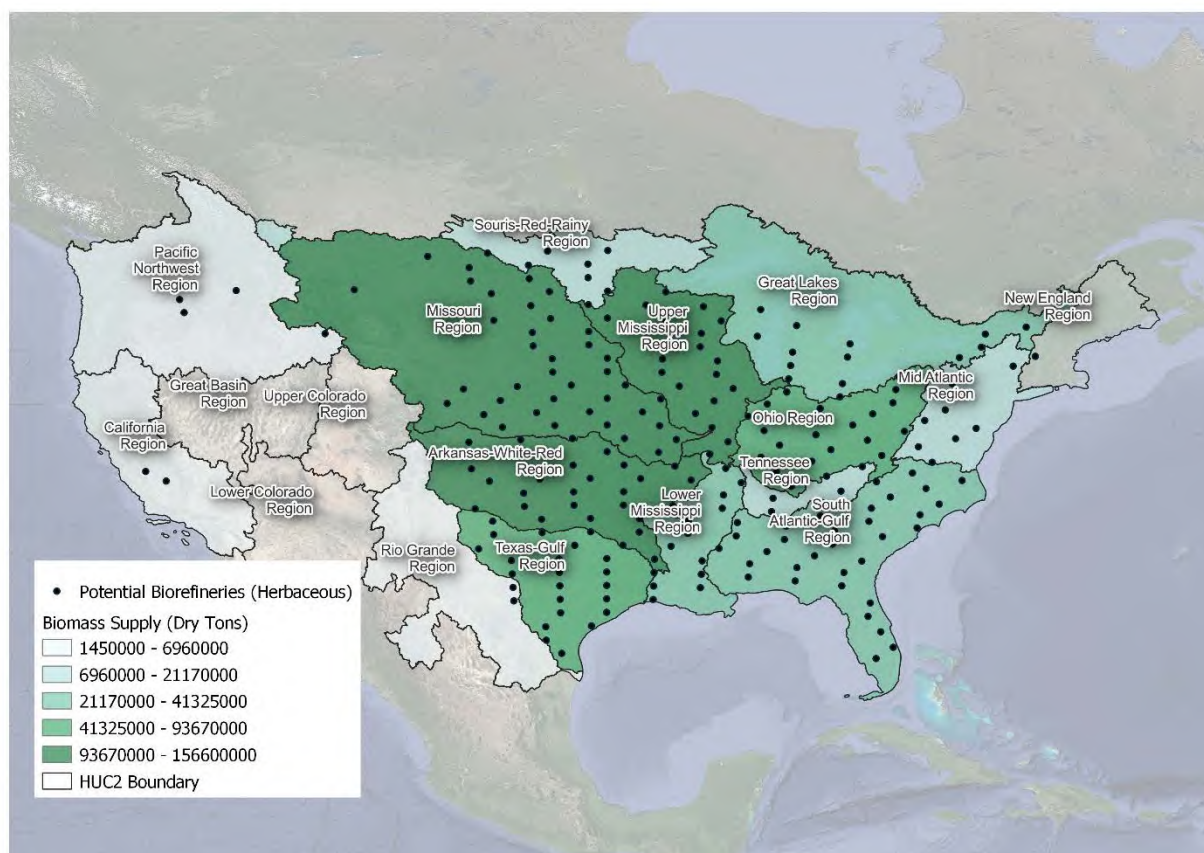 Souris-Red-Rainy
Region
Pacific
Northwest
Region
Great Lakes
Region
New England
Region
Missouri
Region
Upper
Mississippi
Region
Great Basin
Region
Upper Colorado
Region
Mid Atlantic
Region
California
Region
Ohio Region
Arkansas-White-Red
Region
Tennessee
Region
Lower Colorado
Region
Lower
Mississippi
Region
South
Atlantic-Gulf
Region
Rio Grande
Region
Texas-Gulf
Region
Potential Biorefineries (Herbaceous)
Biomass Supply (Dry Tons)
1450000 - 6960000
6960000 - 21170000
21170000 - 41325000
41325000 - 93670000
93670000 - 156600000
HUC2 Boundary